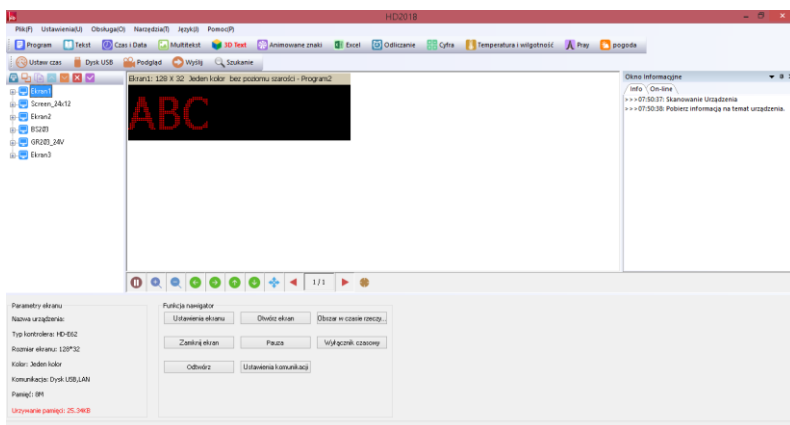 HD2018
Plik(F) Ustawienia(U) Obsługa(O) Narzędzia(T) Języki(I) Pomoc(P)
Program Tekst Czas i Data Multitekst 3D Text Animowane znaki Excel Odliczanie Cyfra Temperatura i wilgotność Pray pogoda
Ustaw czas Dysk USB Podgląd Wyślij Szukanie
Ekran1
Screen_24x12
Ekran2
BS203
GR203_24V
Ekran3
Ekran1: 128 X 32 Jeden kolor bez poziomu szarości - Program2
ABC
1/1
Okno informacyjne
Info On-line
>>>07:50:37: Skanowanie Urządzenia
>>>07:50:38: Pobierz informacją na temat urządzenia.
Parametry ekranu
Nazwa urządzenia:
Typ kontrolera: HD-E62
Rozmiar ekranu: 128*32
Kolor: Jeden kolor
Komunikacja: Dysk USB,LAN
Pamięć: 8M
Urzywanie pamięci: 25.34KB
Funkcja nawigator
Ustawienia ekranu Otwórz ekran Obszar w czasie rzeczy...
Zamknij ekran Pauza Wyłącznik czasowy
Odtwórz Ustawienia komunikacji